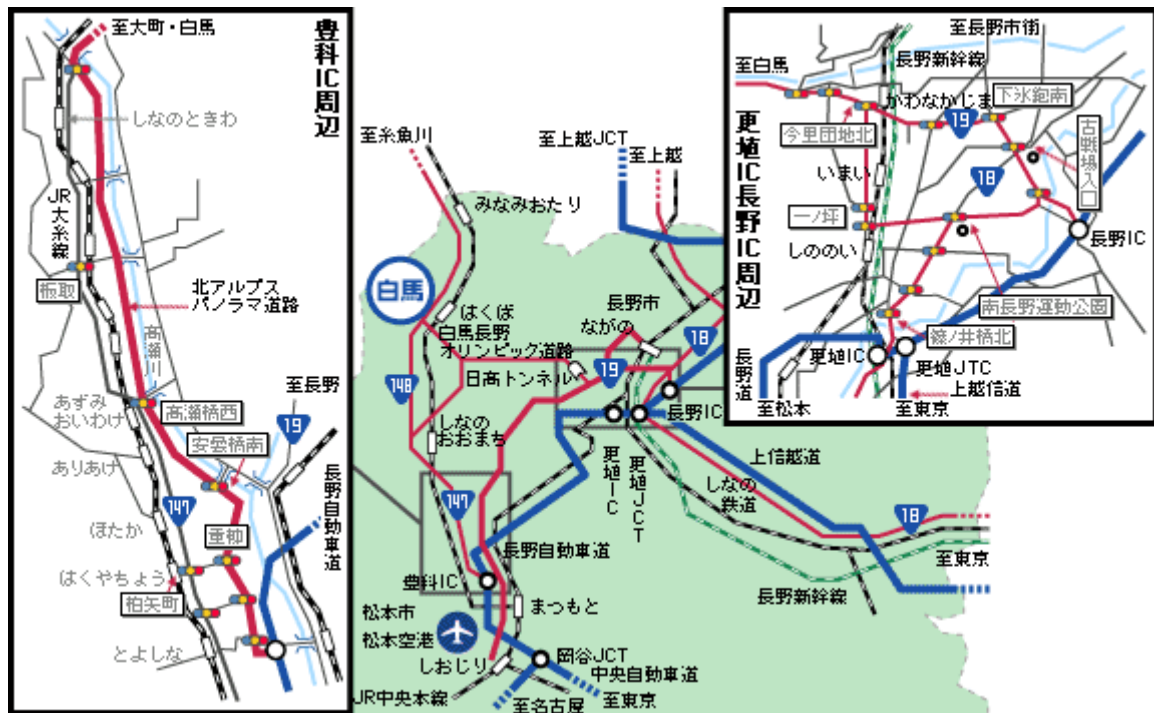 至大町・白馬
豊科IC周辺
しなのときわ
JR大糸線
板取
北アルプス
パノラマ道路
高瀬川
至長野
あずみ
おいわけ
高瀬橋西
19
安曇橋南
ありあけ
長野自動車道
147
ほたか
重柳
はくやちょう
柏矢町
とよしな
至糸魚川
至上越JCT
至上越
みなみおたり
白馬
はくば
長野市
ながの
白馬長野
オリンピック道路
18
19
日高トンネル
148
長野IC
しなの
おおまち
更埴IC
更埴JCT
上信越道
しなの
鉄道
147
18
長野自動車道
至東京
豊科IC
長野新幹線
まつもと
松本市
松本空港
しおじり
岡谷JCT
中央自動車道
JR中央本線
至名古屋
至東京
至長野市街
長野新幹線
至白馬
更埴IC長野IC周辺
かわなかじま
下氷鉋南
19
今里団地北
古戦場入口
いまい
18
一ノ坪
しののい
長野IC
南長野運動公園
篠ノ井橋北
更埴IC
更埴JTC
長野道
上越信道
至松本
至東京